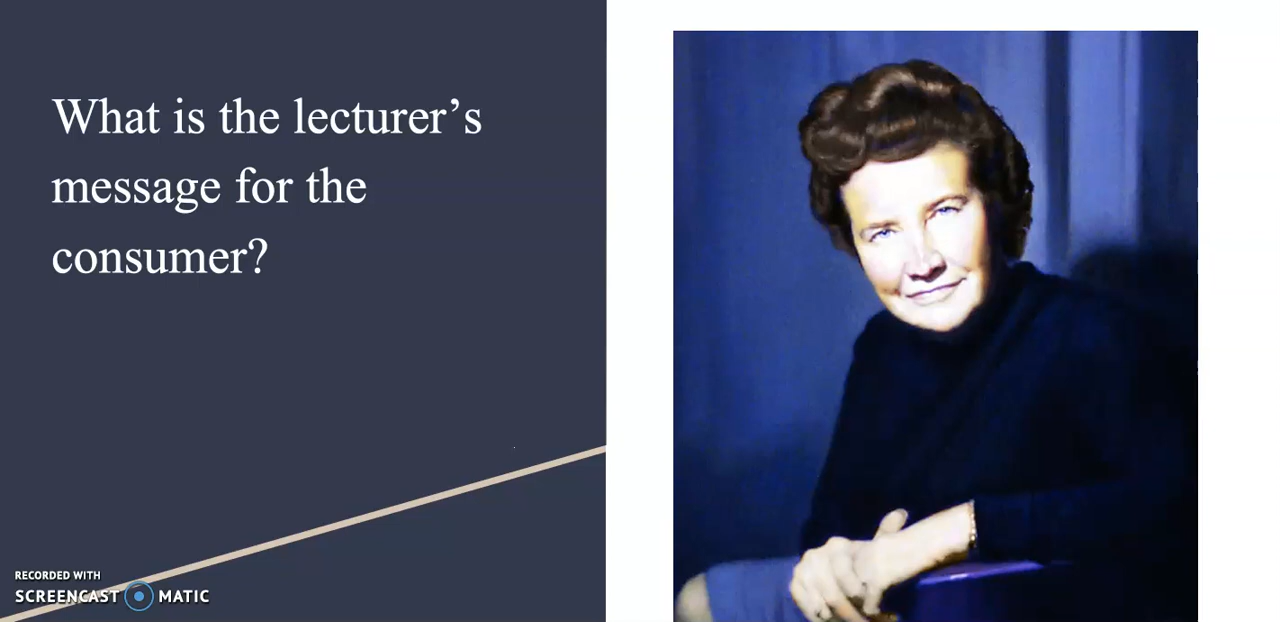 What is the lecturer’s
message for the
consumer?
RECORDED WITH
SCREENCAST MATIC